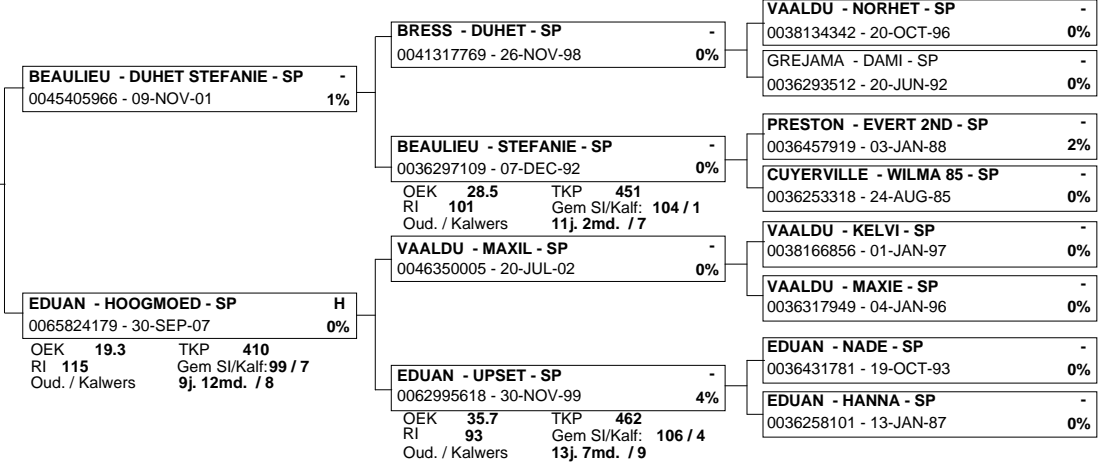 BEAULIEU - DUHET STEFANIE - SP -
0045405966 - 09-NOV-01 1%
EDUAN - HOOGMOED - SP H
0065824179 - 30-SEP-07 0%
OEK 19.3 TKP 410
RI 115 Gem SI/Kalf: 99 / 7
Oud. / Kalwers 9j. 12md. / 8
BRESS - DUHET - SP -
0041317769 - 26-NOV-98 0%
BEAULIEU - STEFANIE - SP -
0036297109 - 07-DEC-92 0%
OEK 28.5 TKP 451
RI 101 Gem SI/Kalf: 104 / 1
Oud. / Kalwers 11j. 2md. / 7
VAALDU - MAXIL - SP -
0046350005 - 20-JUL-02 0%
EDUAN - UPSET - SP -
0062995618 - 30-NOV-99 4%
OEK 35.7 TKP 462
RI 93 Gem SI/Kalf: 106 / 4
Oud. / Kalwers 13j. 7md. / 9
VAALDU - NORHET - SP -
0038134342 - 20-OCT-96 0%
GREJAMA - DAMI - SP -
0036293512 - 20-JUN-92 0%
PRESTON - EVERT 2ND - SP -
0036457919 - 03-JAN-88 2%
CUYERVILLE - WILMA 85 - SP -
0036253318 - 24-AUG-85 0%
VAALDU - KELVI - SP -
0038166856 - 01-JAN-97 0%
VAALDU - MAXIE - SP -
0036317949 - 04-JAN-96 0%
EDUAN - NADE - SP -
0036431781 - 19-OCT-93 0%
EDUAN - HANNA - SP -
0036258101 - 13-JAN-87 0%